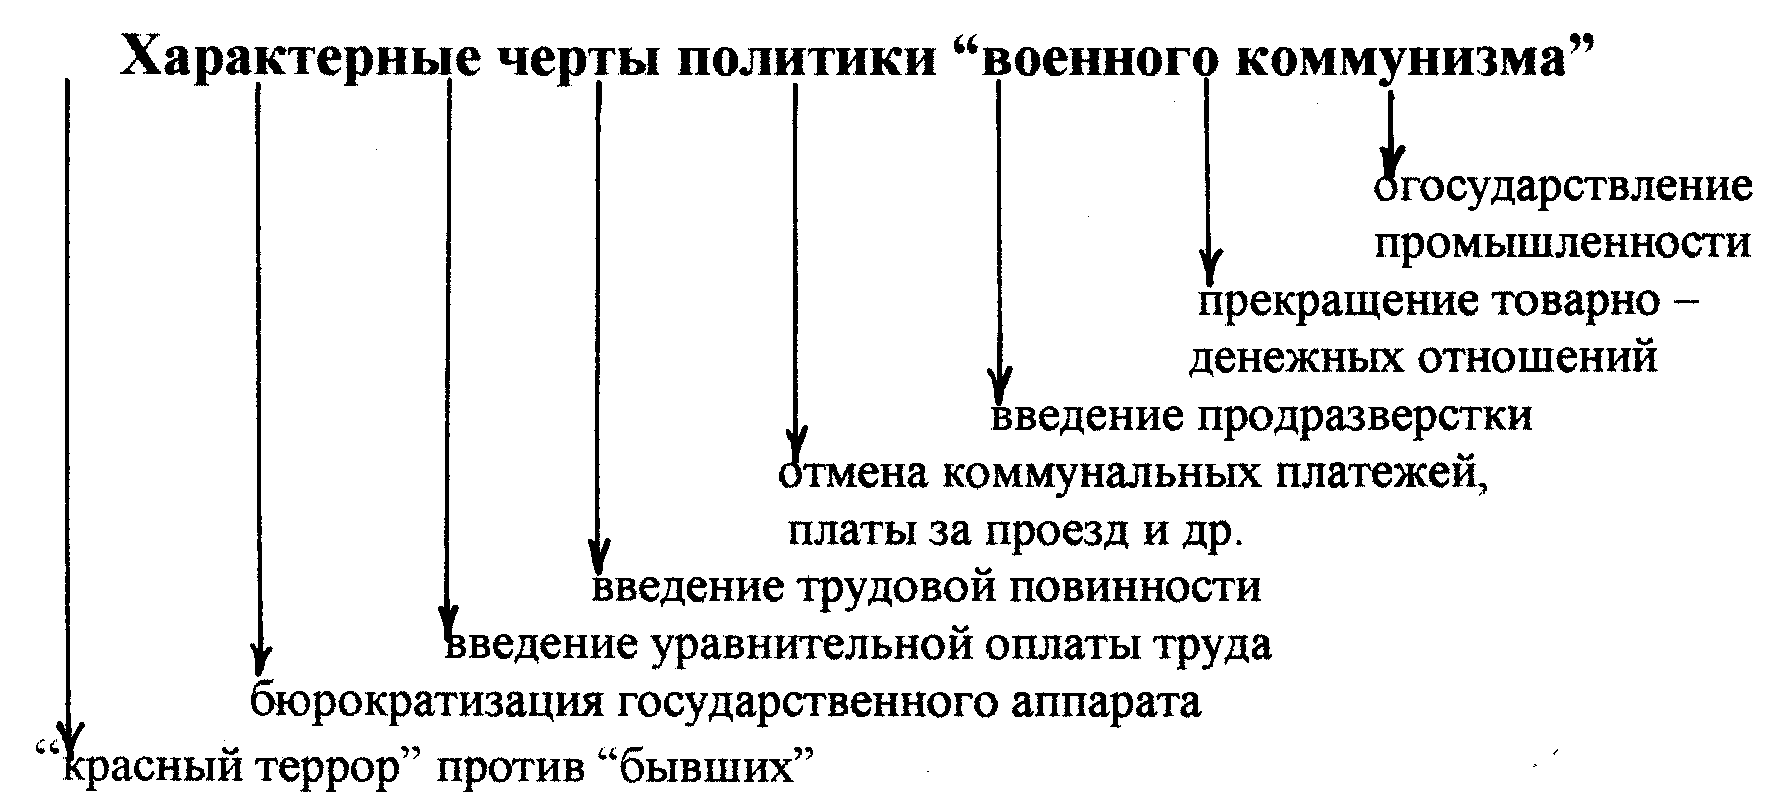 Характерные черты политики “военного коммунизма”
огосударствление
промышленности
прекращение товарно –
денежных отношений
введение продразверстки
отмена коммунальных платежей,
платы за проезд и др.
введение трудовой повинности
введение уравнительной оплаты труда
бюрократизация государственного аппарата
“красный террор” против “бывших”